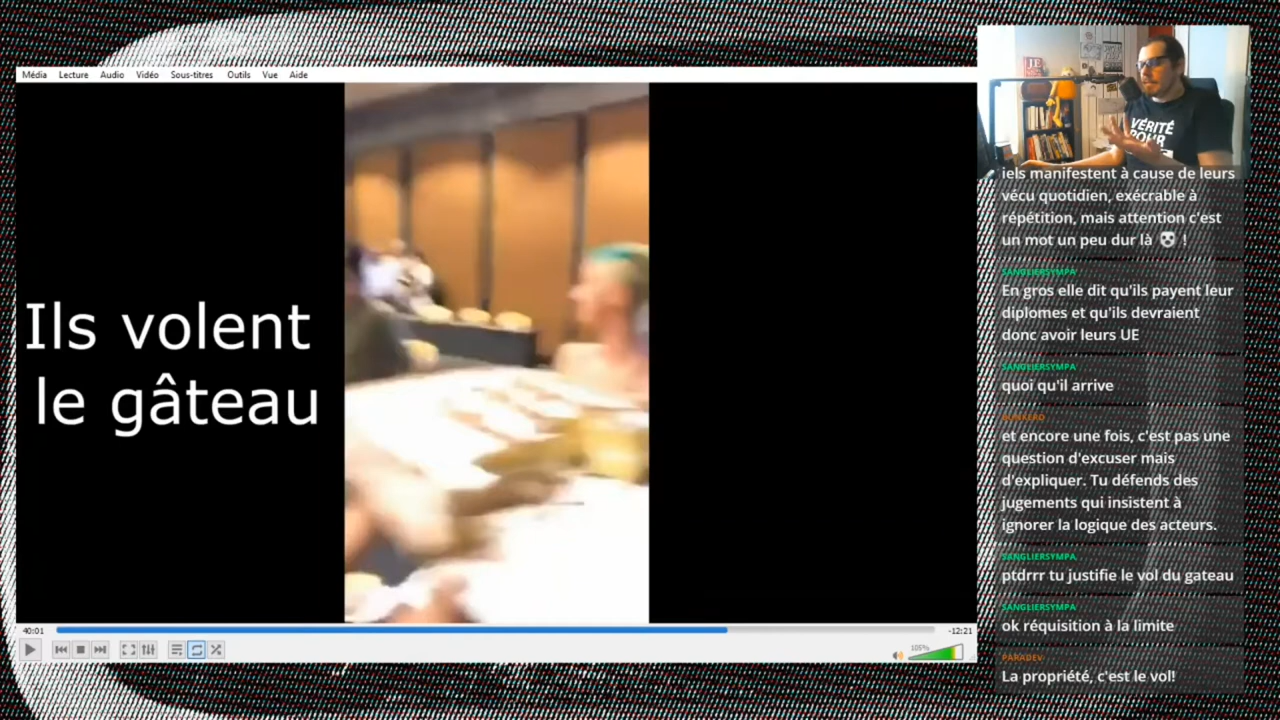 Média Lecture Audio Vidéo Sous-titres Outils Vue Aide
Ils volent
le gâteau
40:01
-12:21
105%
JE
VÉRITÉ
POUR
iels manifestent à cause de leurs
vécu quotidien, exécrable à
répétition, mais attention c'est
un mot un peu dur là !
SANGLIERSYMPA
En gros elle dit qu'ils payent leur
diplomes et qu'ils devraient
donc avoir leurs UE
SANGLIERSYMPA
quoi qu'il arrive
et encore une fois, c'est pas une
question d'excuser mais
d'expliquer. Tu défends des
jugements qui insistent à
ignorer la logique des acteurs.
SANGLIERSYMPA
ptdrrr tu justifie le vol du gateau
SANGLIERSYMPA
ok réquisition à la limite
PARADEV
La propriété, c'est le vol!